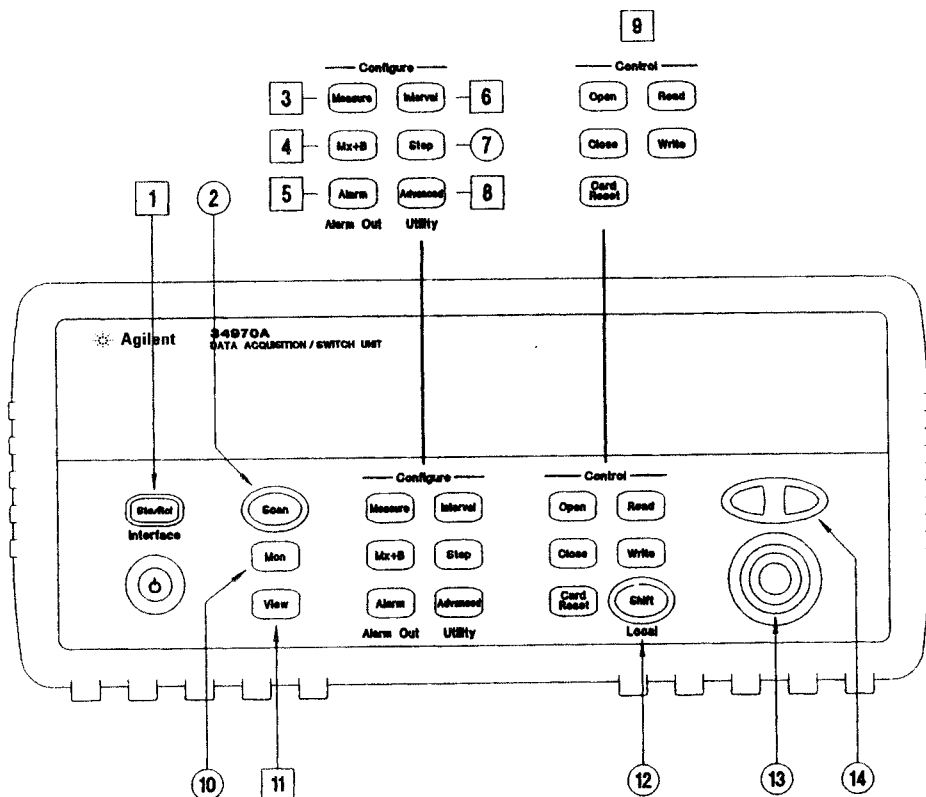 9
Configure
Control
3 Measure Interval 6
Open Read
4 Mx+B Step 7
Close Write
1 2 5 Alarm Advanced 8
Card Reset
Alarm Out Utility
Agilent 34970A
DATA ACQUISITION / SWITCH UNIT
Configure Control
Sto/Rcl Scan Measure Interval Open Read
Interface
Mon Mx+B Step Close Write
View Alarm Advanced Card Reset Shift
Alarm Out Utility Local
10 11 12 13 14